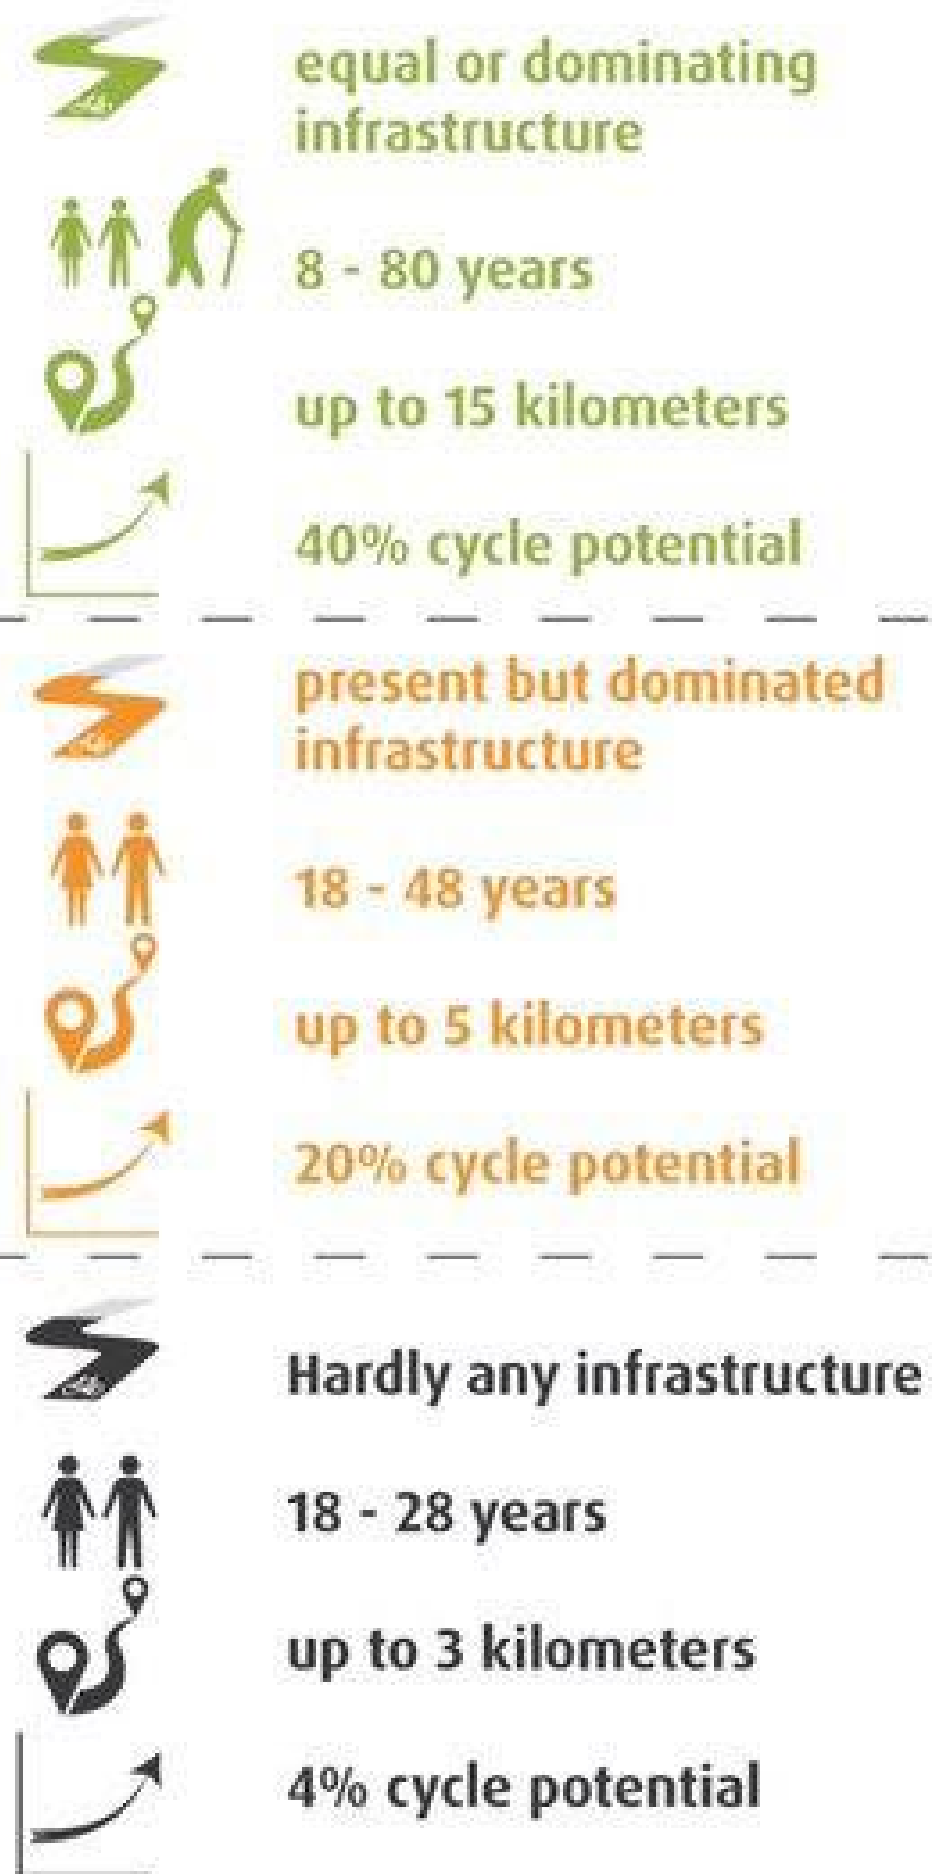 equal or dominating
infrastructure
8 - 80 years
up to 15 kilometers
40% cycle potential
present but dominated
infrastructure
18 - 48 years
up to 5 kilometers
20% cycle potential
Hardly any infrastructure
18 - 28 years
up to 3 kilometers
4% cycle potential